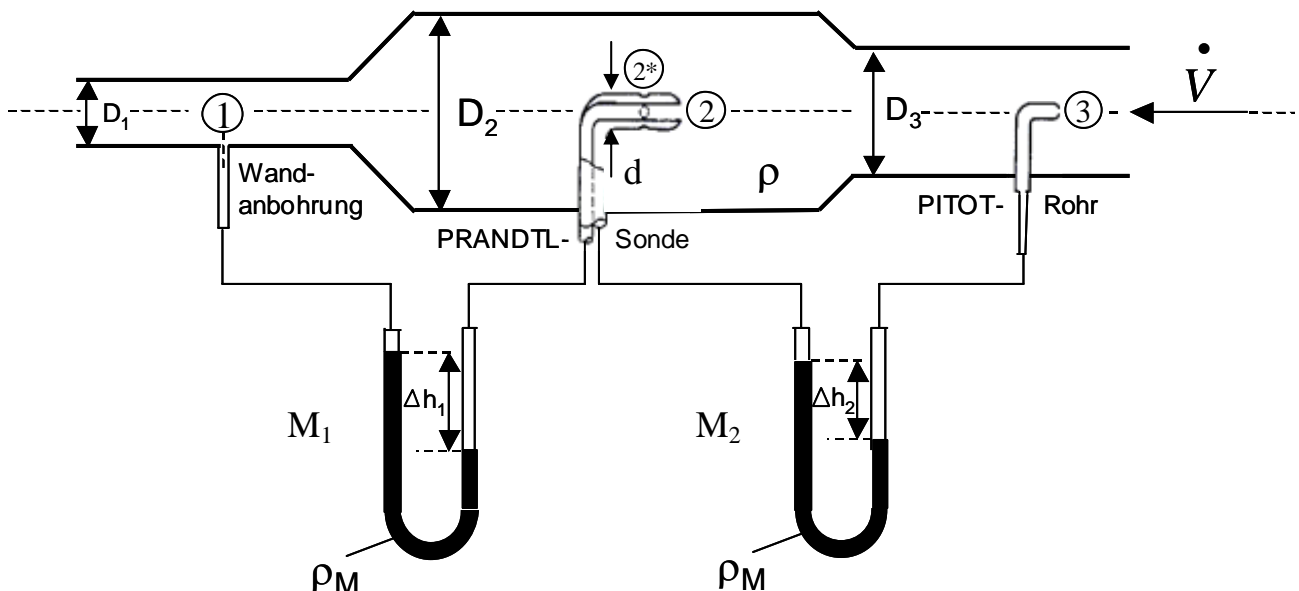 V̇
2*
D₁
1
D₂
2
D₃
3
Wand-
anbohrung
d
ρ
PRANDTL- Sonde
PITOT- Rohr
Δh₁
Δh₂
M₁
M₂
ρM
ρM